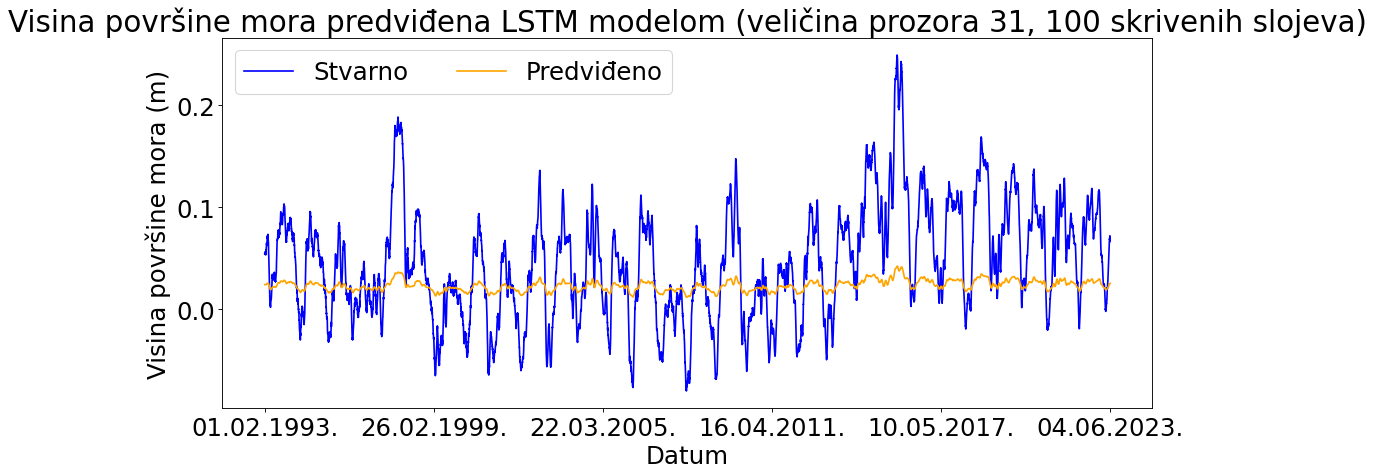 Visina površine mora predviđena LSTM modelom (veličina prozora 31, 100 skrivenih slojeva)
Stvarno
Predviđeno
Visina površine mora (m)
0.2
0.1
0.0
01.02.1993.
26.02.1999.
22.03.2005.
16.04.2011.
10.05.2017.
04.06.2023.
Datum